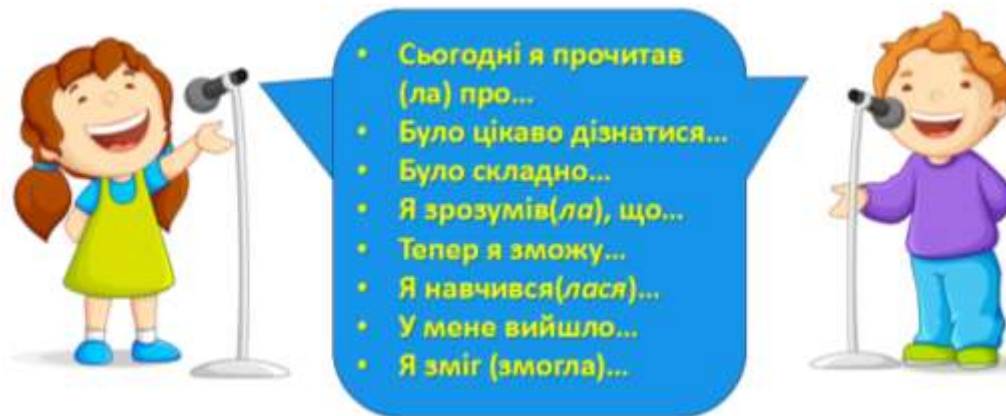 • Сьогодні я прочитав
(ла) про...
• Було цікаво дізнатися...
• Було складно...
• Я зрозумів(ла), що...
• Тепер я зможу...
• Я навчився(лася)...
• У мене вийшло...
• Я зміг (змогла)...